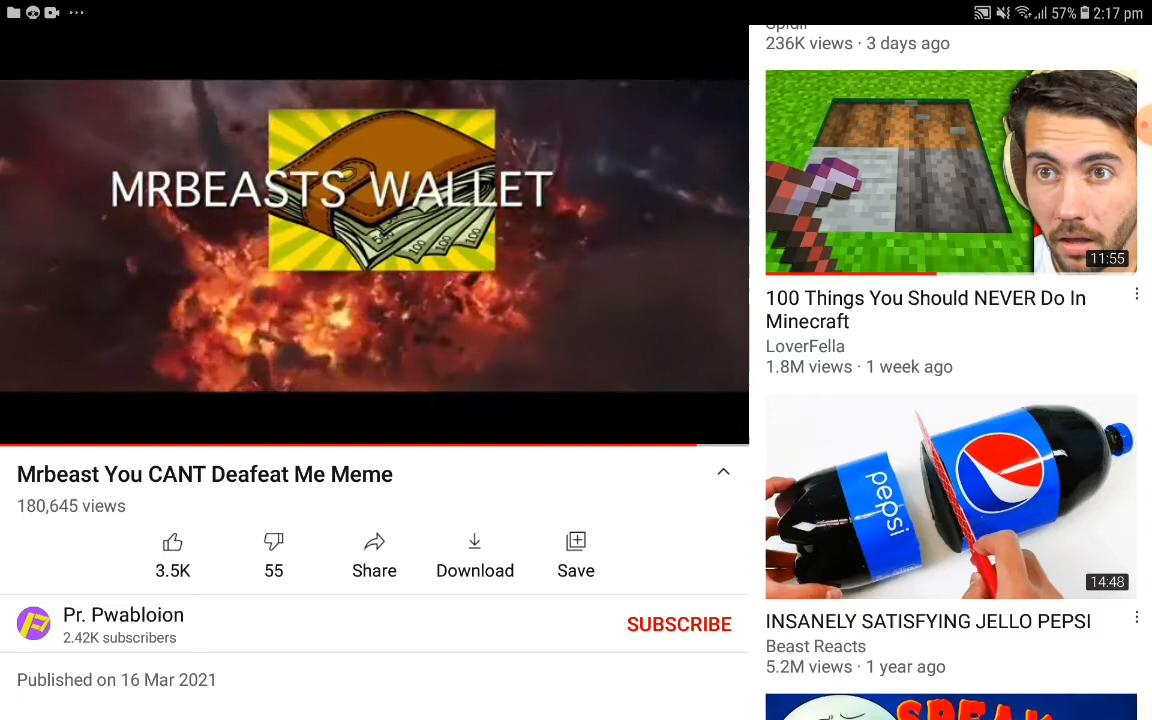 57% 2:17 pm
MRBEASTS WALLET
Mrbeast You CANT Deafeat Me Meme
180,645 views
3.5K 55 Share Download Save
Pr. Pwabloion
2.42K subscribers
SUBSCRIBE
Published on 16 Mar 2021
236K views · 3 days ago
11:55
100 Things You Should NEVER Do In
Minecraft
LoverFella
1.8M views · 1 week ago
pepsi
14:48
INSANELY SATISFYING JELLO PEPSI
Beast Reacts
5.2M views · 1 year ago